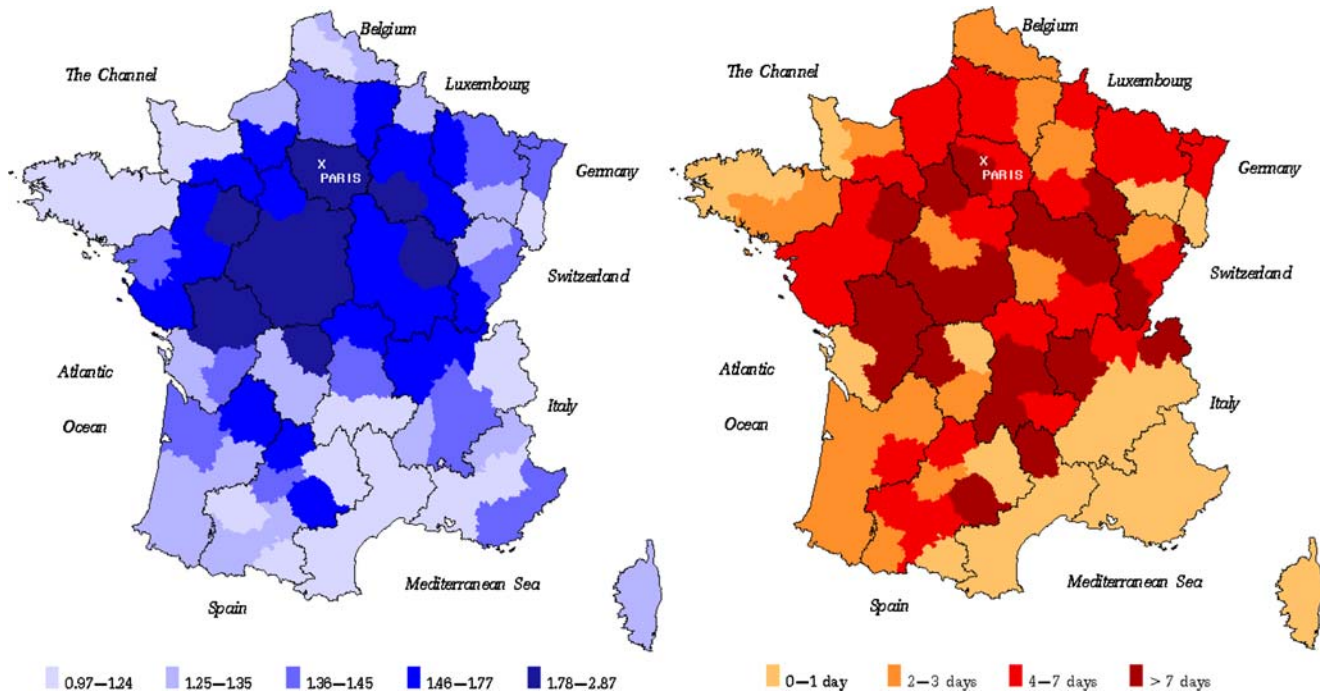 Belgium
The Channel
Luxembourg
X
PARIS
Germany
Switzerland
Atlantic
Ocean
Italy
Mediterranean Sea
Spain
0.97–1.24 1.25–1.35 1.36–1.45 1.46–1.77 1.78–2.87
Belgium
The Channel
Luxembourg
X
PARIS
Germany
Switzerland
Atlantic
Ocean
Italy
Mediterranean Sea
Spain
0–1 day 2–3 days 4–7 days > 7 days